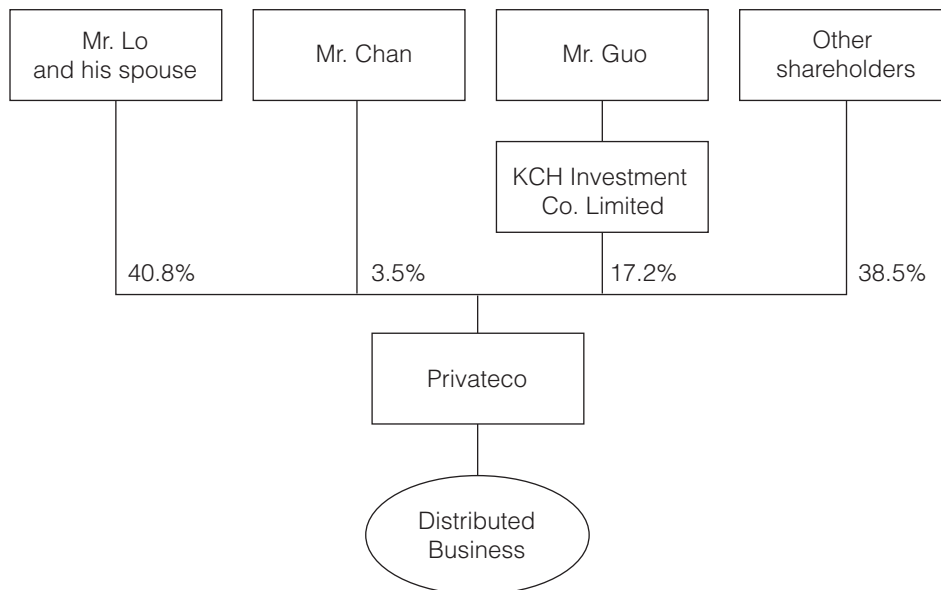 Mr. Lo
and his spouse
Mr. Chan
Mr. Guo
Other
shareholders
KCH Investment
Co. Limited
40.8%
3.5%
17.2%
38.5%
Privateco
Distributed
Business